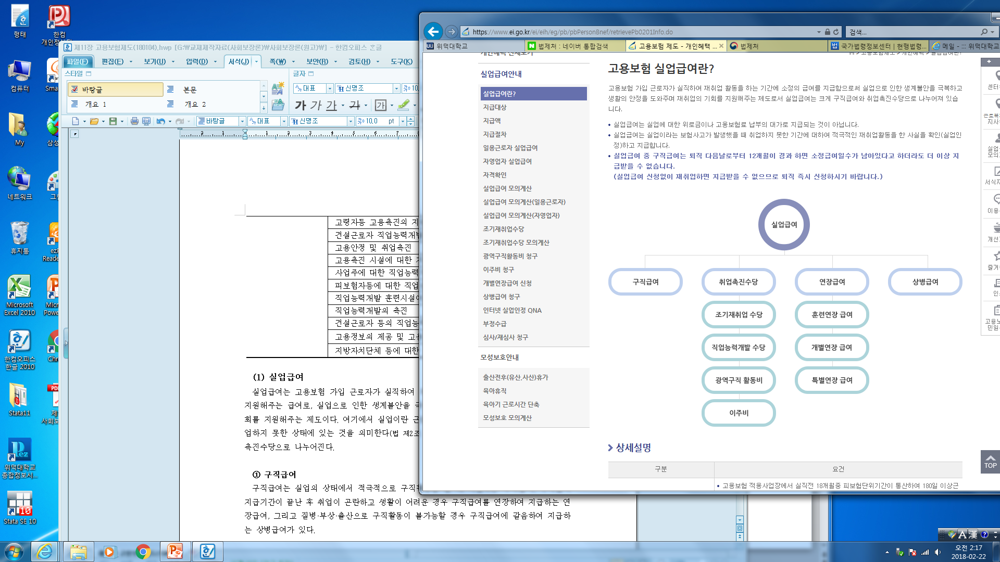 형태
한컴
개인정보탐
컴퓨터
My
네트워크
휴지통
Microsoft
Excel 2010
한컴오피스
한글 2010
Stata11
위덕대학교
종합정보시...
Stata SE 10
제11장 고용보험제도(180104).hwp [G:\교재제작자료(사회보장론)\사회보장론(원고)\] - 한컴오피스 한글
파일(F) 편집(E) 보기(U) 입력(D) 서식(J) 쪽(W) 보안(R) 검토(H) 도구(K)
스타일
글자
바탕글 본문
개요 1 개요 2
대표 신명조
가 가 가 가 가
바탕글 대표 신명조 10,0 pt
고령자등 고용촉진의 지
건설근로자 직업능력개발
고용안정 및 취업촉진
고용촉진 시설에 대한
사업주에 대한 직업능력
피보험자등에 대한 직업
직업능력개발 훈련시설
직업능력개발의 촉진
건설근로자 등의 직업능
고용정보의 제공 및 고용
지방자치단체 등에 대한
(1) 실업급여
실업급여는 고용보험 가입 근로자가 실직하여
지원해주는 급여로, 실업으로 인한 생계불안을
회를 지원해주는 제도이다. 여기에서 실업이란
업하지 못한 상태에 있는 것을 의미한다(법 제2조
촉진수당으로 나누어진다.
① 구직급여
구직급여는 실업의 상태에서 적극적으로
지급기간이 끝난 후 취업이 곤란하고 생활이 어려운 경우 구직급여를 연장하여 지급하는 연
장급여, 그리고 질병·부상·출산으로 구직활동이 불가능할 경우 구직급여에 갈음하여 지급하
는 상병급여가 있다.
https://www.ei.go.kr/ei/eih/eg/pb/pbPersonBnef/retrievePb0201Info.do
검색...
위덕대학교
법제처 : 네이버 통합검색
고용보험 제도 - 개인혜택 ...
법제처
국가법령정보센터 | 현행법령...
메일 - ::: 위덕대학교
실업급여안내
실업급여란?
지급대상
지급액
지급절차
일용근로자 실업급여
자영업자 실업급여
자격확인
실업급여 모의계산
실업급여 모의계산(일용근로자)
실업급여 모의계산(자영업자)
조기재취업수당
조기재취업수당 모의계산
광역구직활동비 청구
이주비 청구
개별연장급여 신청
상병급여 청구
인터넷 실업인정 QNA
부정수급
심사/재심사 청구
모성보호안내
출산전후(유산,사산)휴가
육아휴직
육아기 근로시간 단축
모성보호 모의계산
고용보험 실업급여란?
고용보험 가입 근로자가 실직하여 재취업 활동을 하는 기간에 소정의 급여를 지급함으로써 실업으로 인한 생계불안을 극복하고
생활의 안정을 도와주며 재취업의 기회를 지원해주는 제도로서 실업급여는 크게 구직급여와 취업촉진수당으로 나누어져 있습
니다.
• 실업급여는 실업에 대한 위로금이나 고용보험료 납부의 대가로 지급되는 것이 아닙니다.
• 실업급여는 실업이라는 보험사고가 발생했을 때 취업하지 못한 기간에 대하여 적극적인 재취업활동을 한 사실을 확인(실업인
정)하고 지급합니다.
• 실업급여 중 구직급여는 퇴직 다음날로부터 12개월이 경과 하면 소정급여일수가 남아있다고 하더라도 더 이상 지
급받을 수 없습니다.
(실업급여 신청없이 재취업하면 지급받을 수 없으므로 퇴직 즉시 신청하시기 바랍니다.)
실업급여
구직급여 취업촉진수당 연장급여 상병급여
조기재취업 수당 훈련연장 급여
직업능력개발 수당 개별연장 급여
광역구직 활동비 특별연장 급여
이주비
상세설명
구분 요건
• 고용보험 적용사업장에서 실직전 18개월중 피보험단위기간이 통산하여 180일 이상근
TOP
오전 2:17
2018-02-22